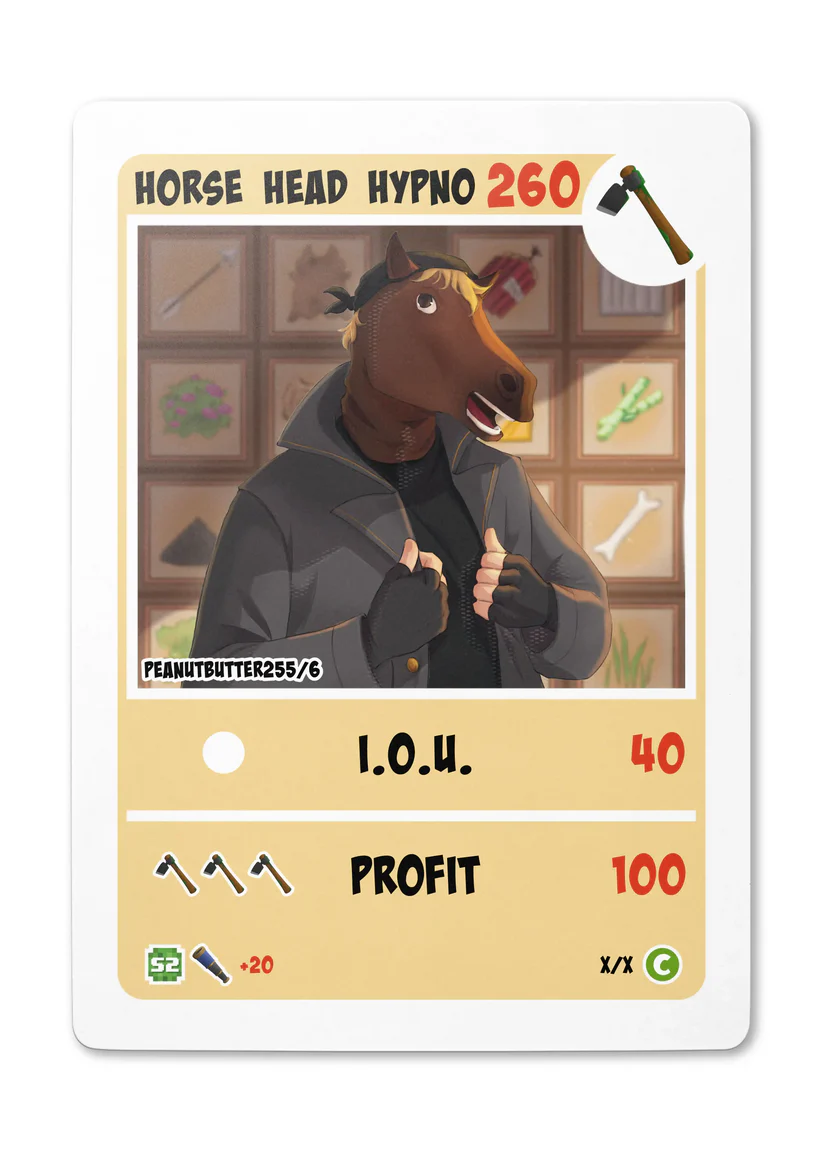 HORSE HEAD HYPNO 260
PEANUTBUTTER255/6
I.O.U. 40
PROFIT 100
S2 +20 X/X C